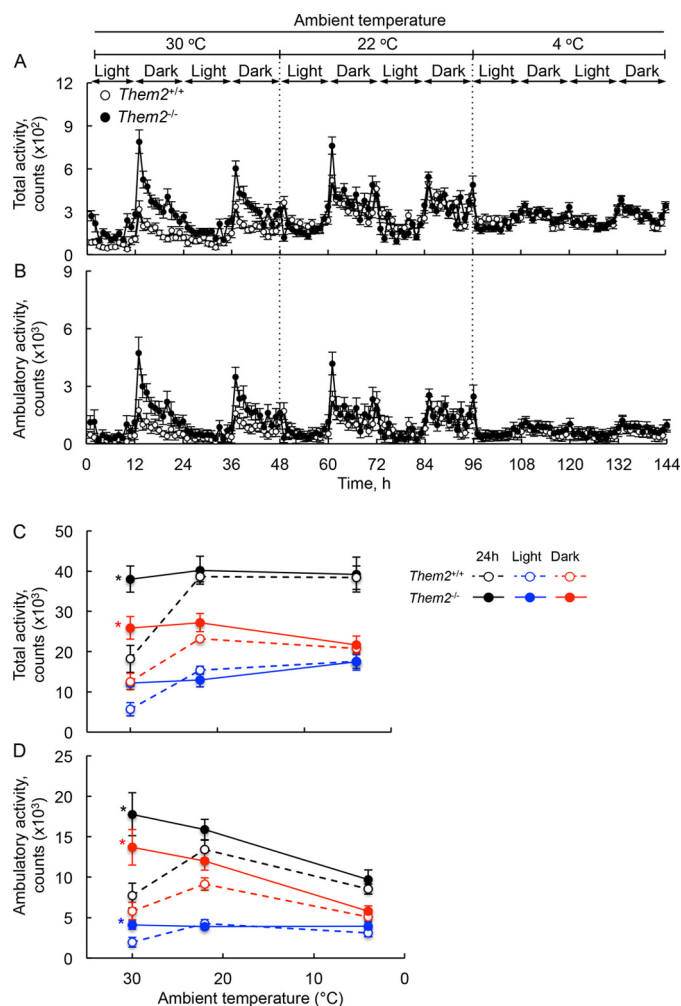 Ambient temperature
30 ºC 22 ºC 4 ºC
A Light Dark Light Dark Light Dark Light Dark Light Dark Light Dark
Total activity, counts (x10²)
12
9
6
3
0
Them2+/+
Them2-/-
B
Ambulatory activity, counts (x10³)
9
6
3
0
0 12 24 36 48 60 72 84 96 108 120 132 144
Time, h
C
Total activity, counts (x10³)
50
40
30
20
10
0
*
*
24h Light Dark
Them2+/+
Them2-/-
D
Ambulatory activity, counts (x10³)
25
20
15
10
5
0
*
*
*
30 20 10 0
Ambient temperature (°C)